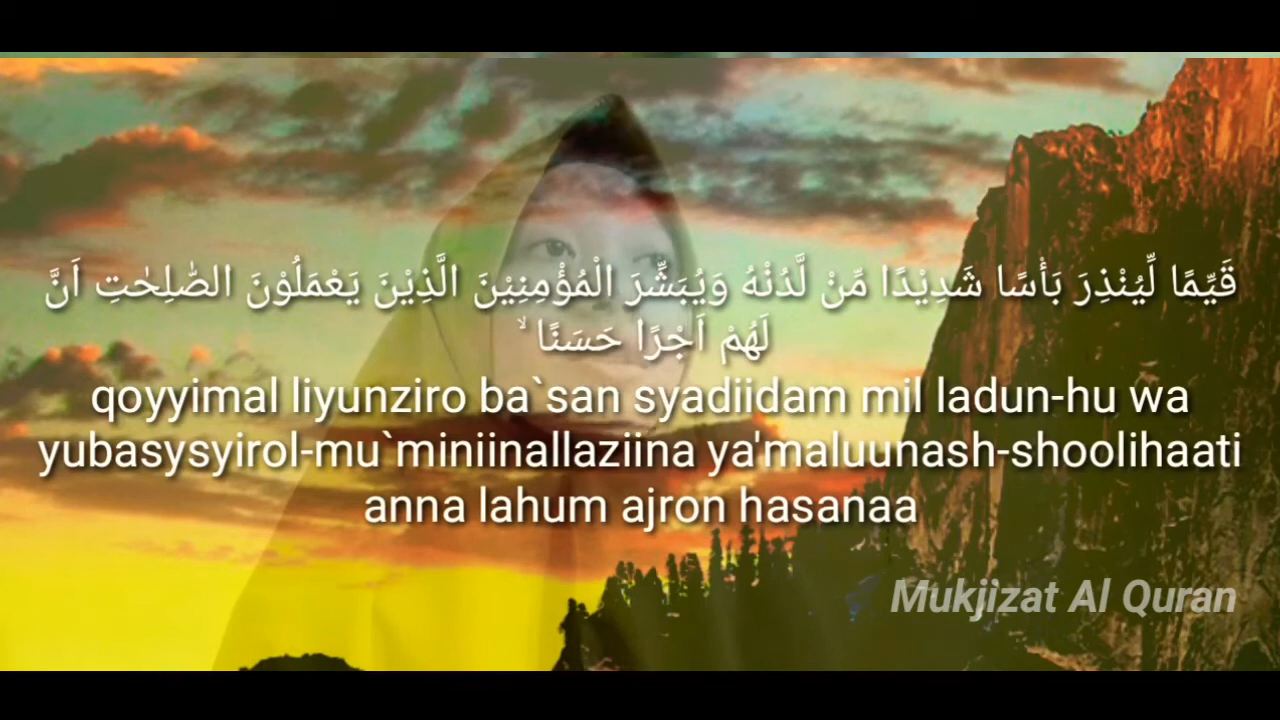 قَيِّمًا لِّيُنْذِرَ بَأْسًا شَدِيْدًا مِّنْ لَّدُنْهُ وَيُبَشِّرَ الْمُؤْمِنِيْنَ الَّذِيْنَ يَعْمَلُوْنَ الصّٰلِحٰتِ اَنَّ
لَهُمْ اَجْرًا حَسَنًا ۙ
qoyyimal liyunziro ba`san syadiidam mil ladun-hu wa
yubasysyirol-mu`miniinallaziina ya'maluunash-shoolihaati
anna lahum ajron hasanaa
Mukjizat Al Quran